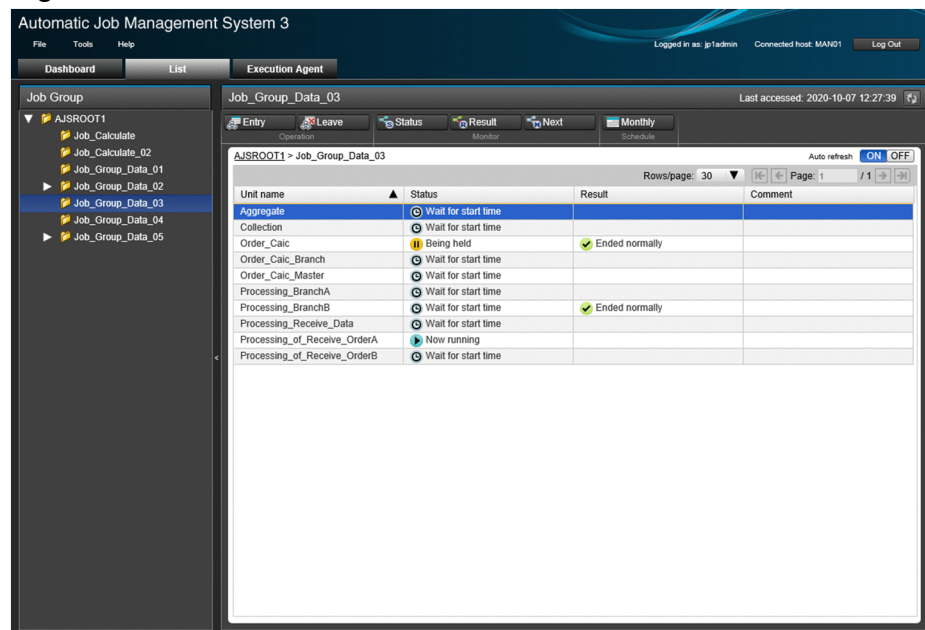 Automatic Job Management System 3
File Tools Help
Logged in as: jp1admin Connected host: MAN01 Log Out
Dashboard List Execution Agent
Job Group
AJSROOT1
Job_Calculate
Job_Calculate_02
Job_Group_Data_01
Job_Group_Data_02
Job_Group_Data_03
Job_Group_Data_04
Job_Group_Data_05
<
Job_Group_Data_03 Last accessed: 2020-10-07 12:27:39
Entry Leave Status Result Next Monthly
Operation Monitor Schedule
AJSROOT1 > Job_Group_Data_03 Auto refresh ON OFF
Rows/page: 30 Page: 1 / 1
Unit name Status Result Comment
Aggregate Wait for start time
Collection Wait for start time
Order_Caic Being held Ended normally
Order_Caic_Branch Wait for start time
Order_Caic_Master Wait for start time
Processing_BranchA Wait for start time
Processing_BranchB Wait for start time Ended normally
Processing_Receive_Data Wait for start time
Processing_of_Receive_OrderA Now running
Processing_of_Receive_OrderB Wait for start time